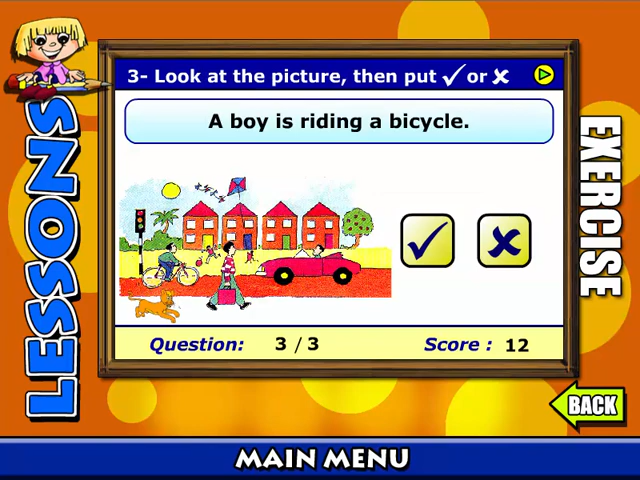 LESSONS
3- Look at the picture, then put ✓ or ✗
A boy is riding a bicycle.
EXERCISE
Question: 3 / 3 Score : 12
BACK
MAIN MENU